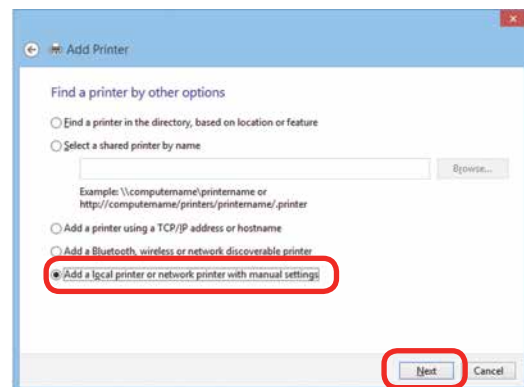 Add Printer
Find a printer by other options
Find a printer in the directory, based on location or feature
Select a shared printer by name
Browse...
Example: \\computername\printername or
http://computername/printers/printername/.printer
Add a printer using a TCP/IP address or hostname
Add a Bluetooth, wireless or network discoverable printer
Add a local printer or network printer with manual settings
Next Cancel